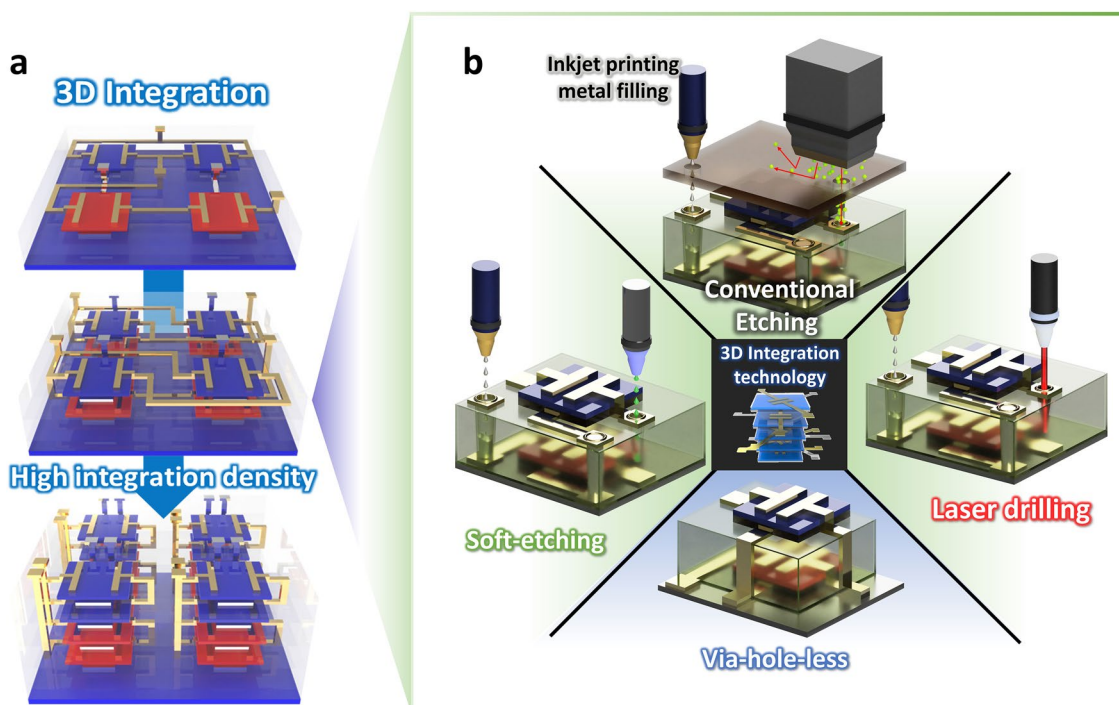 a
3D Integration
High integration density
b
Inkjet printing
metal filling
Conventional
Etching
3D Integration
technology
Soft-etching
Laser drilling
Via-hole-less